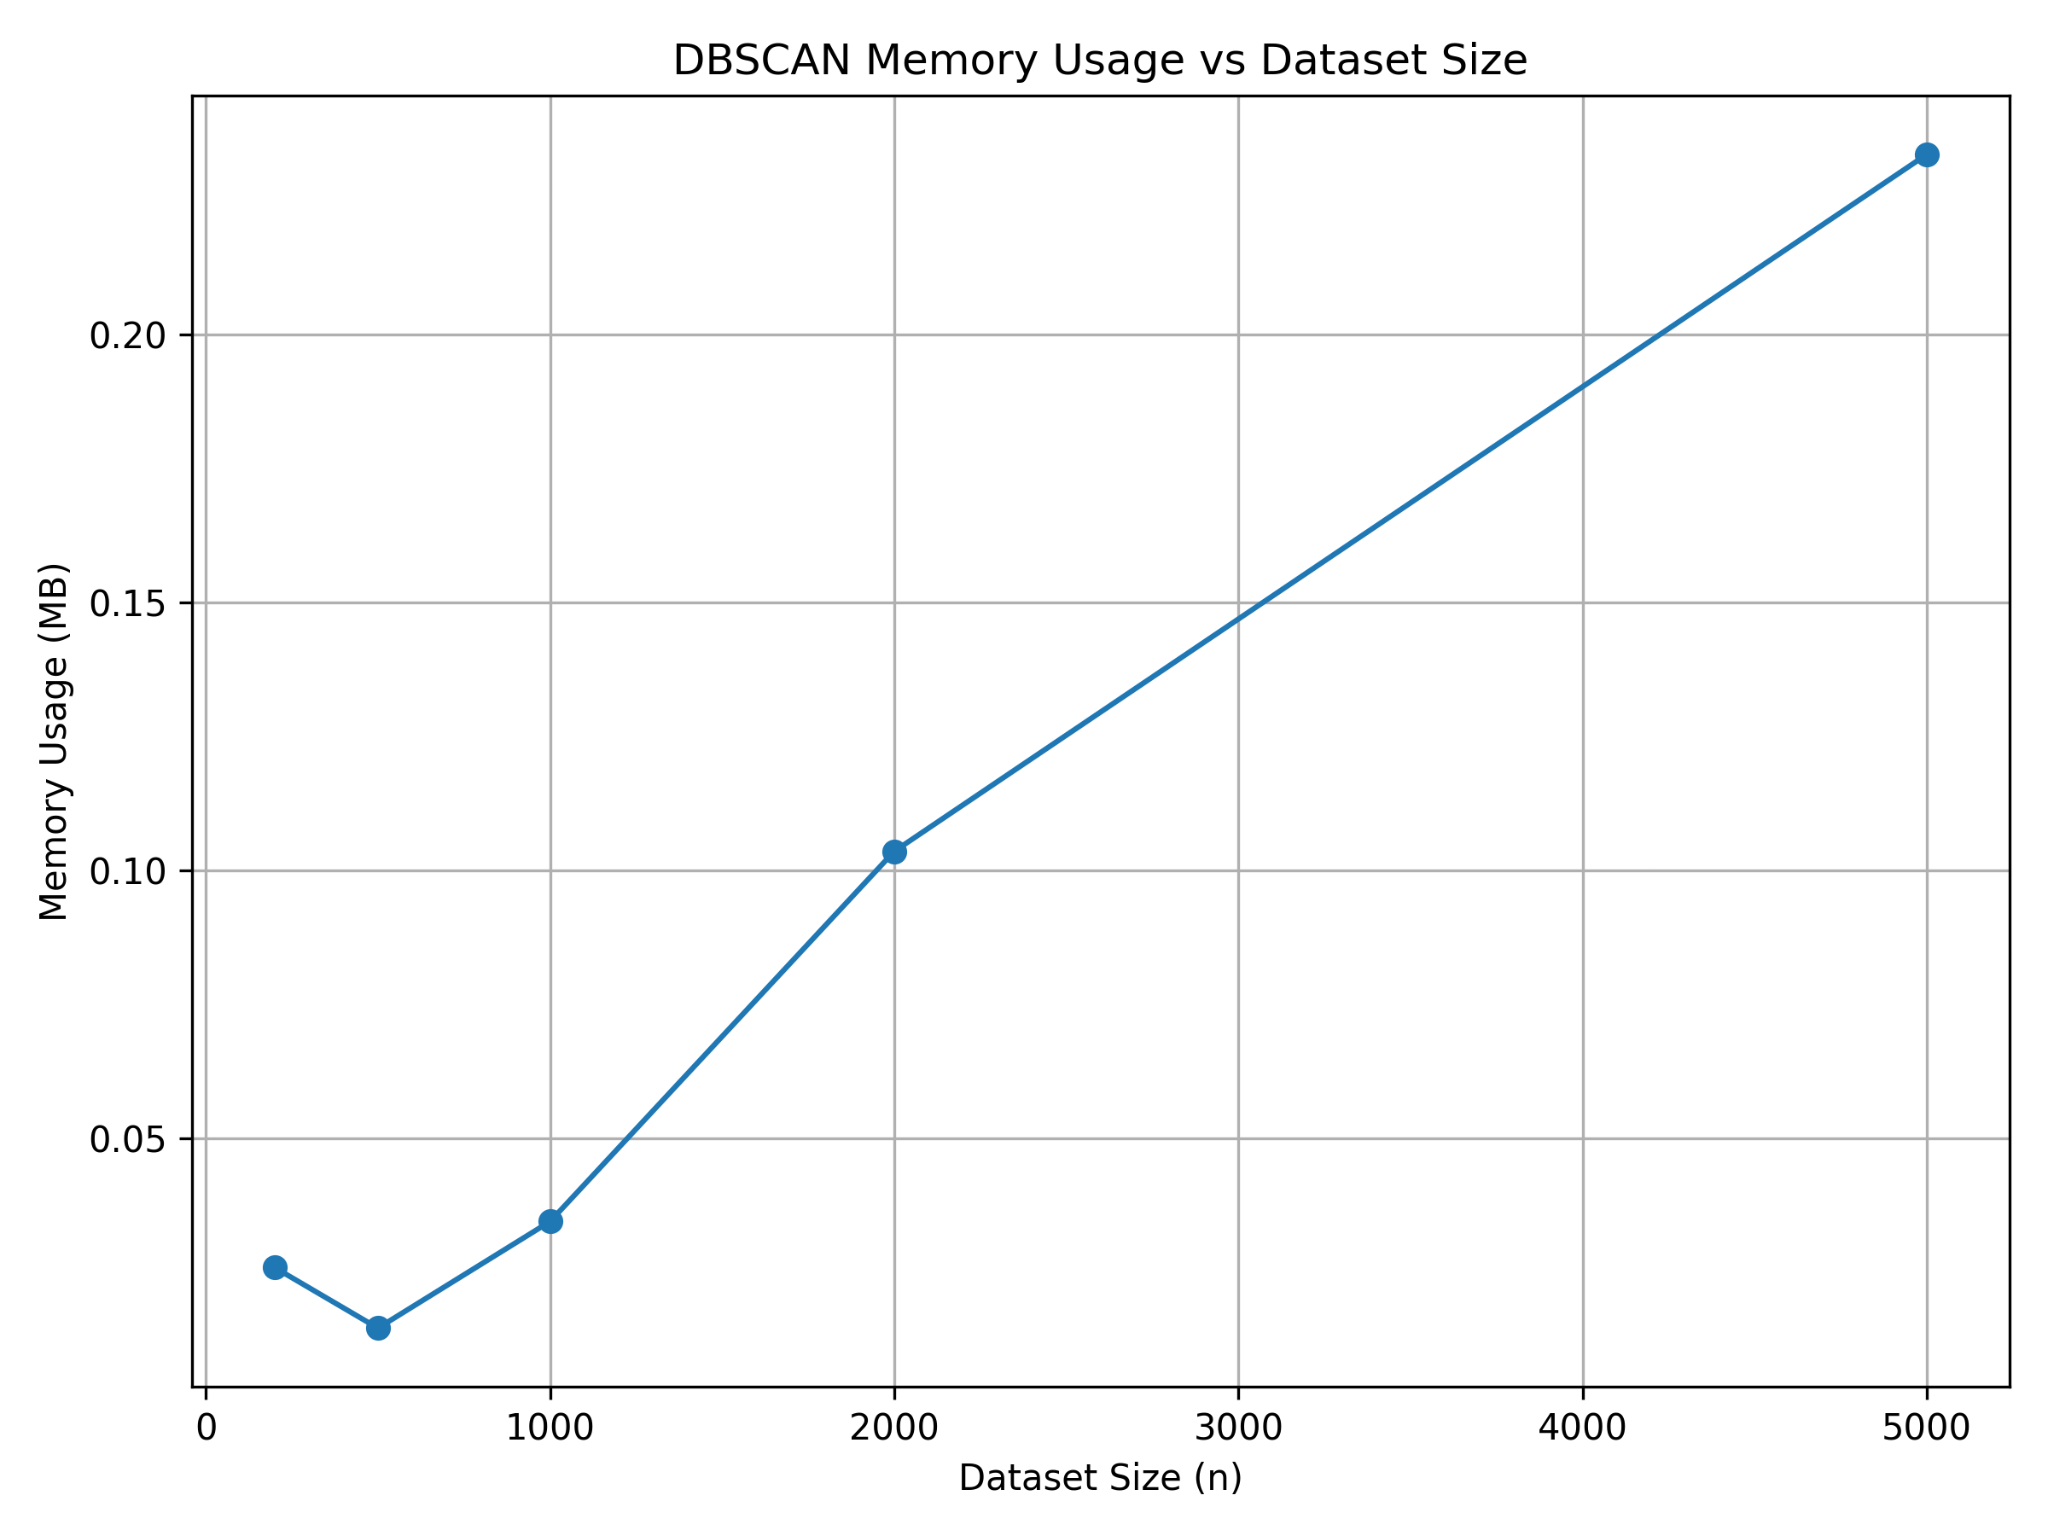 DBSCAN Memory Usage vs Dataset Size
Memory Usage (MB)
0.20
0.15
0.10
0.05
0 1000 2000 3000 4000 5000
Dataset Size (n)